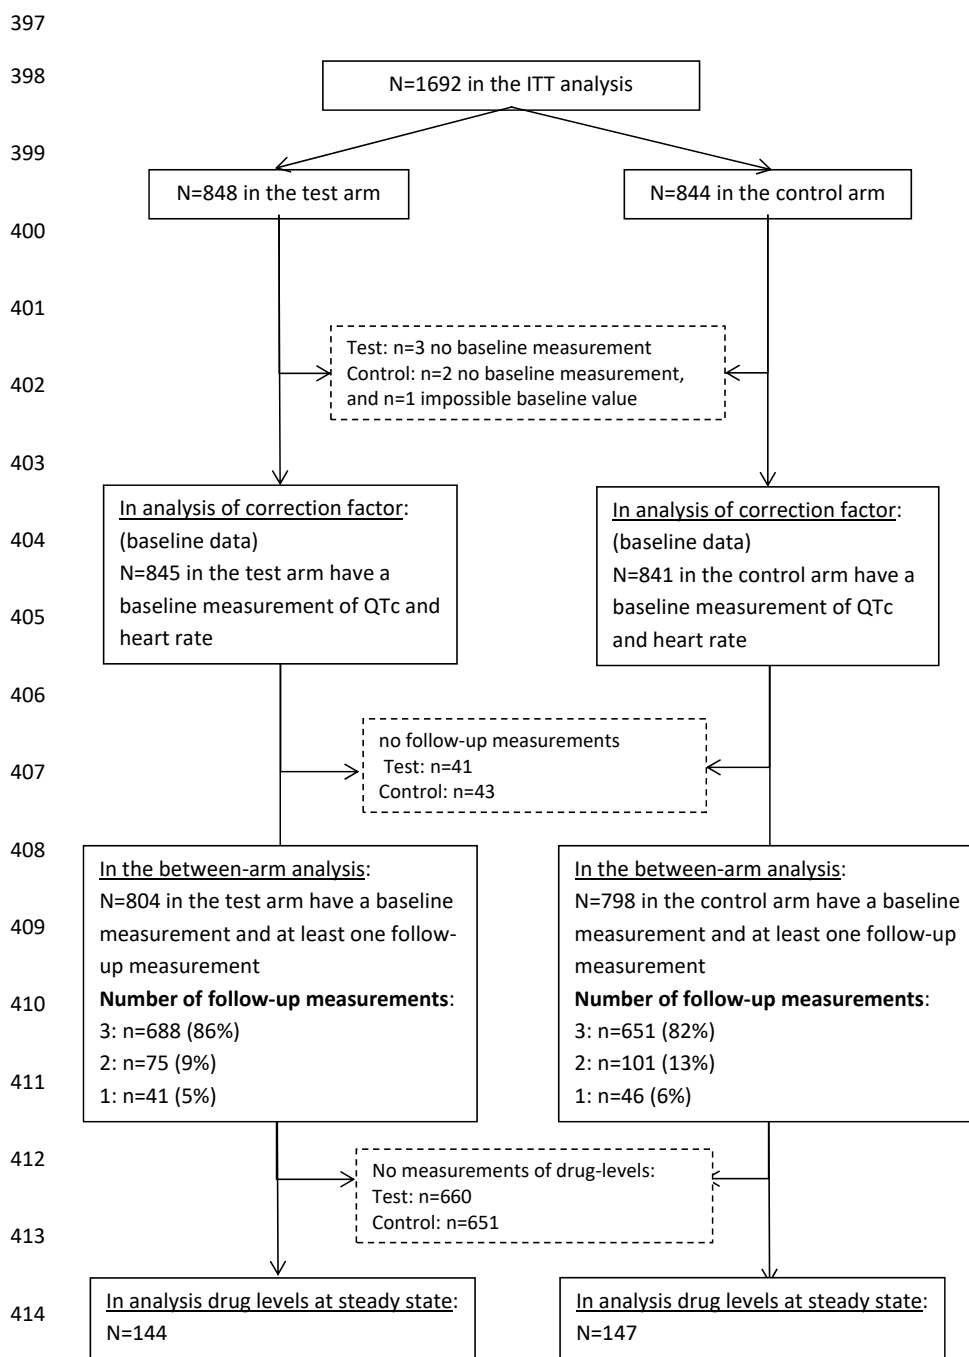 397
398
N=1692 in the ITT analysis
399
N=848 in the test arm
N=844 in the control arm
400
401
Test: n=3 no baseline measurement
Control: n=2 no baseline measurement,
and n=1 impossible baseline value
402
403
In analysis of correction factor:
(baseline data)
N=845 in the test arm have a
baseline measurement of QTc and
heart rate
In analysis of correction factor:
(baseline data)
N=841 in the control arm have a
baseline measurement of QTc
and heart rate
404
405
406
no follow-up measurements
Test: n=41
Control: n=43
407
408
In the between-arm analysis:
N=804 in the test arm have a baseline
measurement and at least one follow-
up measurement
Number of follow-up measurements:
3: n=688 (86%)
2: n=75 (9%)
1: n=41 (5%)
In the between-arm analysis:
N=798 in the control arm have a baseline
measurement and at least one follow-up
measurement
Number of follow-up measurements:
3: n=651 (82%)
2: n=101 (13%)
1: n=46 (6%)
409
410
411
412
No measurements of drug-levels:
Test: n=660
Control: n=651
413
In analysis drug levels at steady state:
N=144
In analysis drug levels at steady state:
N=147
414